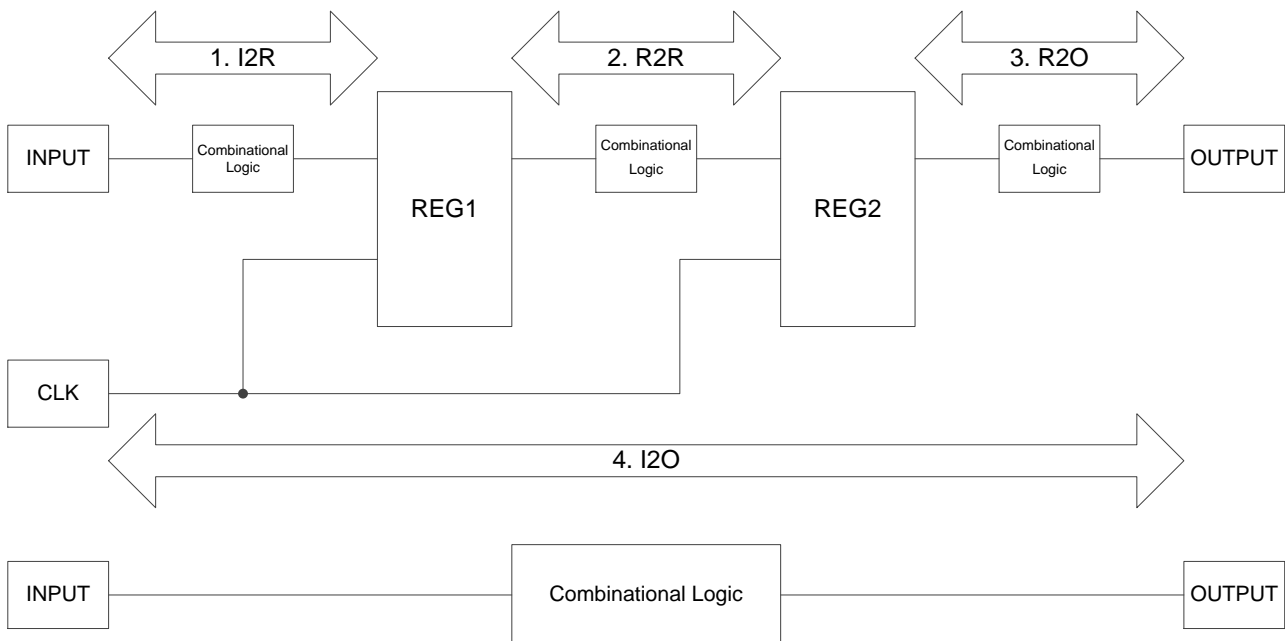 1. I2R
2. R2R
3. R2O
INPUT
Combinational
Logic
REG1
Combinational
Logic
REG2
Combinational
Logic
OUTPUT
CLK
4. I2O
INPUT
Combinational Logic
OUTPUT